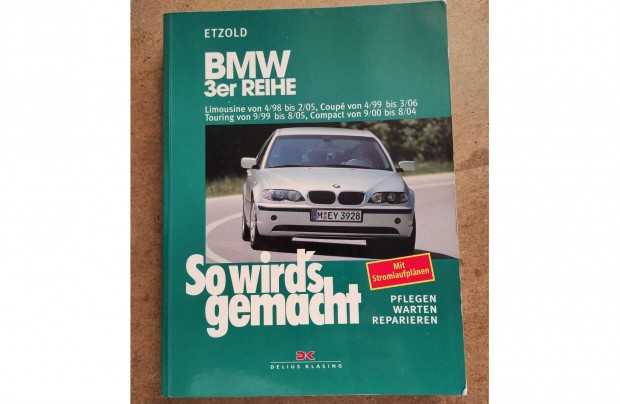 ETZOLD
BMW
3er REIHE
Limousine von 4/98 bis 2/05, Coupé von 4/99 bis 3/06
Touring von 9/99 bis 8/05, Compact von 9/00 bis 8/04
M EY 3928
So wird's
gemacht
Mit
Stromlaufplänen
PFLEGEN
WARTEN
REPARIEREN
DK
DELIUS KLASING